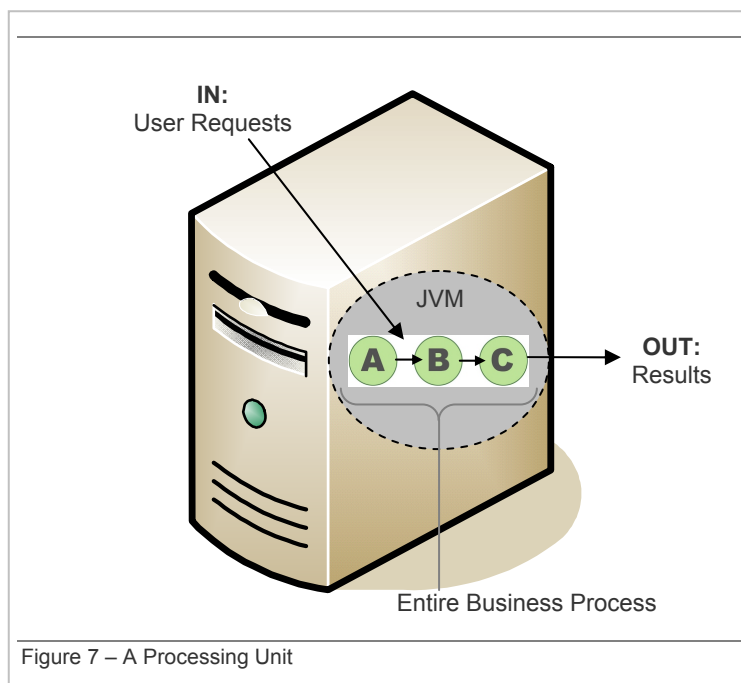 IN:
User Requests
JVM
A B C
OUT:
Results
Entire Business Process
Figure 7 – A Processing Unit